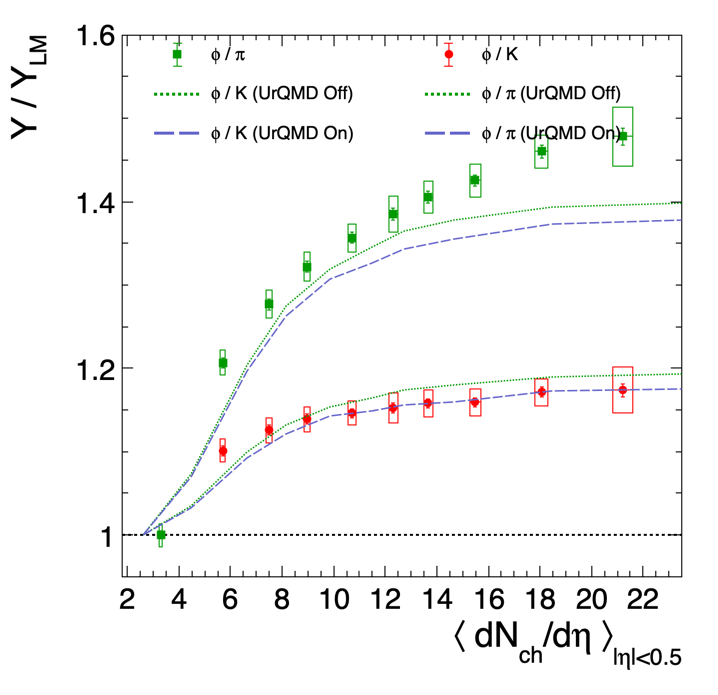 Y / Y_LM
1.6
1.4
1.2
1
ϕ / π
ϕ / K
ϕ / K (UrQMD Off)
ϕ / π (UrQMD Off)
ϕ / K (UrQMD On)
ϕ / π (UrQMD On)
2 4 6 8 10 12 14 16 18 20 22
⟨ dN_ch/dη ⟩_|η|<0.5